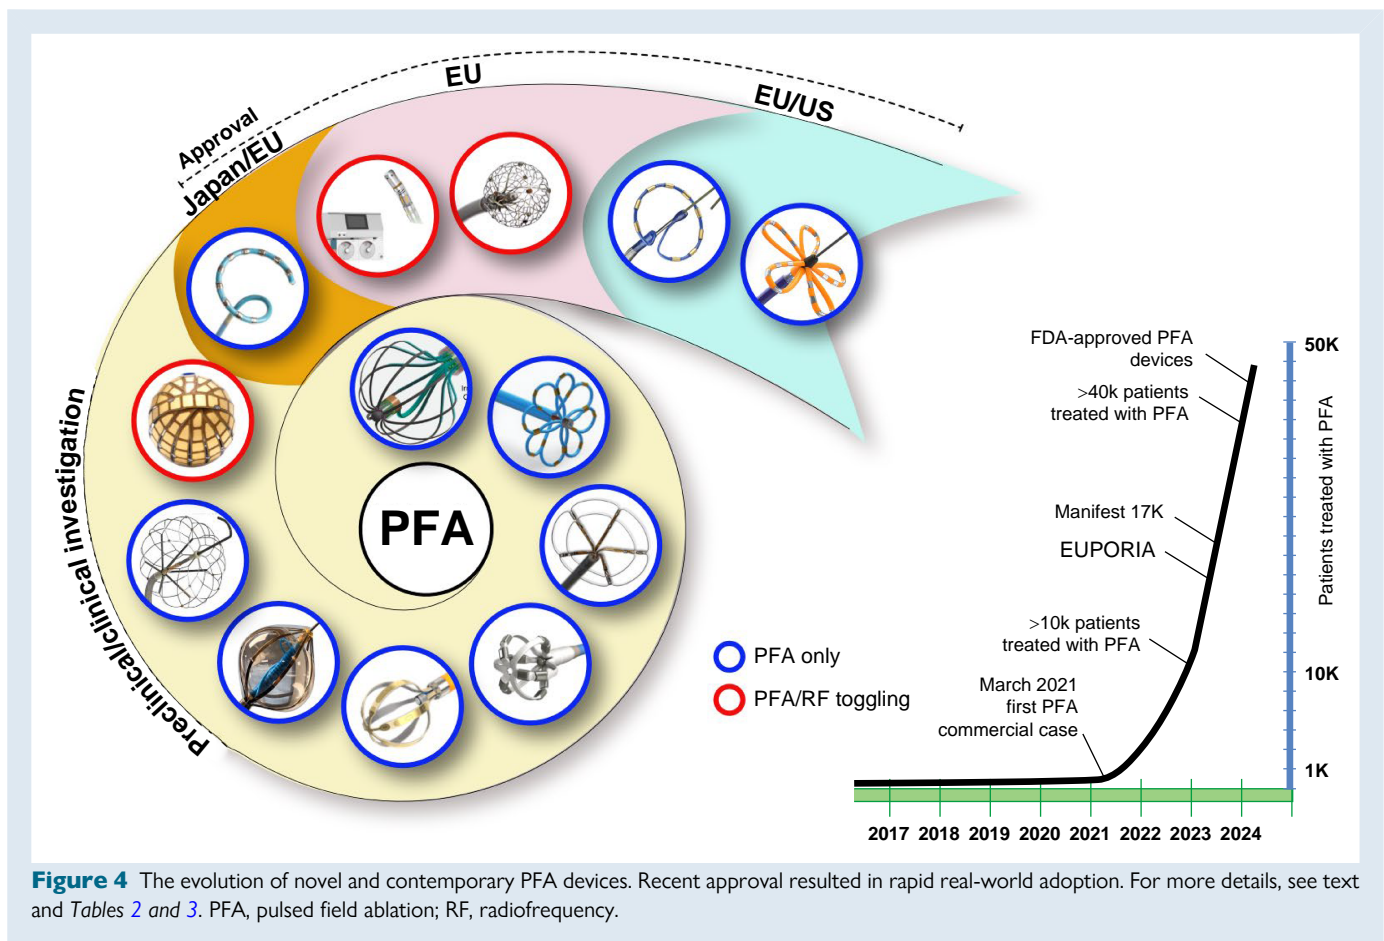 EU
EU/US
Approval
Japan/EU
Preclinical/clinical investigation
PFA
PFA only
PFA/RF toggling
FDA-approved PFA
devices
>40k patients
treated with PFA
Manifest 17K
EUPORIA
>10k patients
treated with PFA
March 2021
first PFA
commercial case
50K
10K
1K
Patients treated with PFA
2017 2018 2019 2020 2021 2022 2023 2024
Figure 4 The evolution of novel and contemporary PFA devices. Recent approval resulted in rapid real-world adoption. For more details, see text
and Tables 2 and 3. PFA, pulsed field ablation; RF, radiofrequency.